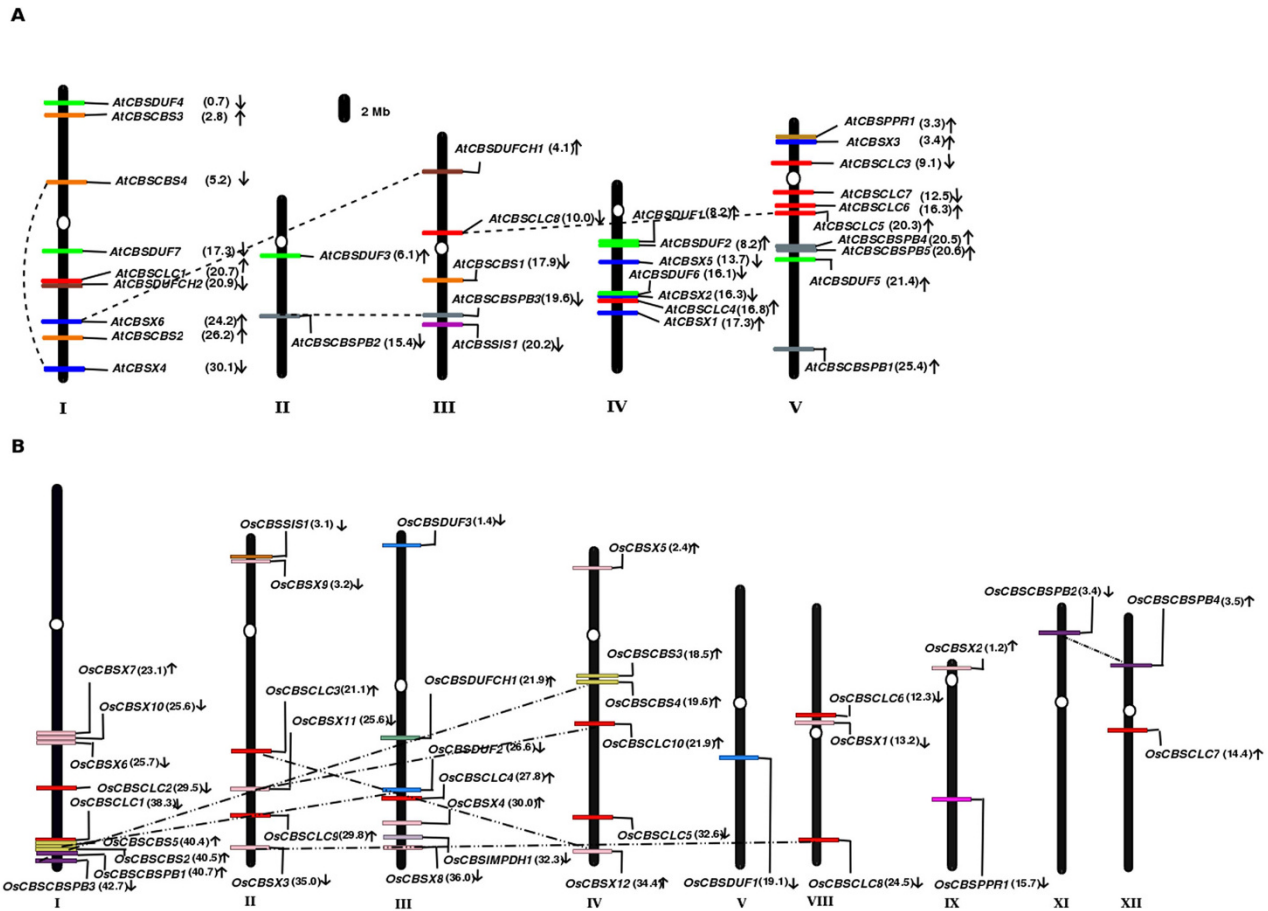 A
2 Mb
AtCBSDUF4 (0.7)↓
AtCBSCBS3 (2.8)↑
AtCBSCBS4 (5.2)↓
AtCBSDUF7 (17.3)↓
AtCBSCLC1 (20.7)↑
AtCBSDUFCH2 (20.9)↓
AtCBSX6 (24.2)↑
AtCBSCBS2 (26.2)↑
AtCBSX4 (30.1)↓
I
AtCBSDUF3 (6.1)↑
AtCBSCBSPB2 (15.4)↓
II
AtCBSDUFCH1 (4.1)↑
AtCBSCLC8 (10.0)↓
AtCBSCBS1 (17.9)↓
AtCBSCBSPB3 (19.6)↓
AtCBSSIS1 (20.2)↓
III
AtCBSDUF1 (8.2)↑
AtCBSDUF2 (8.2)↑
AtCBSX5 (13.7)↓
AtCBSDUF6 (16.1)↓
AtCBSX2 (16.3)↓
AtCBSCLC4 (16.8)↑
AtCBSX1 (17.3)↑
IV
AtCBSPPR1 (3.3)↑
AtCBSX3 (3.4)↑
AtCBSCLC3 (9.1)↓
AtCBSCLC7 (12.5)↓
AtCBSCLC6 (16.3)↑
AtCBSCLC5 (20.3)↑
AtCBSCBSPB4 (20.5)↑
AtCBSCBSPB5 (20.6)↑
AtCBSDUF5 (21.4)↑
AtCBSCBSPB1 (25.4)↑
V
B
OsCBSX7 (23.1)↑
OsCBSX10 (25.6)↓
OsCBSX6 (25.7)↓
OsCBSCLC2 (29.5)↓
OsCBSCLC1 (38.3)↓
OsCBSCBS5 (40.4)↑
OsCBSCBS2 (40.5)↑
OsCBSCBSPB1 (40.7)↑
OsCBSCBSPB3 (42.7)↓
I
OsCBSSIS1 (3.1)↓
OsCBSX9 (3.2)↓
OsCBSCLC3 (21.1)↑
OsCBSX11 (25.6)↓
OsCBSCLC9 (29.8)↑
OsCBSX3 (35.0)↓
II
OsCBSDUF3 (1.4)↓
OsCBSDUFCH1 (21.9)↑
OsCBSDUF2 (26.6)↓
OsCBSCLC4 (27.8)↑
OsCBSX4 (30.0)↑
OsCBSIMPDH1 (32.3)↓
OsCBSX8 (36.0)↓
III
OsCBSX5 (2.4)↑
OsCBSCBS3 (18.5)↑
OsCBSCBS4 (19.6)↑
OsCBSCLC10 (21.9)↑
OsCBSCLC5 (32.6)↓
OsCBSX12 (34.4)↑
IV
OsCBSDUF1 (19.1)↓
V
OsCBSCLC6 (12.3)↓
OsCBSX1 (13.2)↓
OsCBSCLC8 (24.5)↓
VIII
OsCBSX2 (1.2)↑
OsCBSPPR1 (15.7)↓
IX
OsCBSCBSPB2 (3.4)↓
XI
OsCBSCBSPB4 (3.5)↑
OsCBSCLC7 (14.4)↑
XII